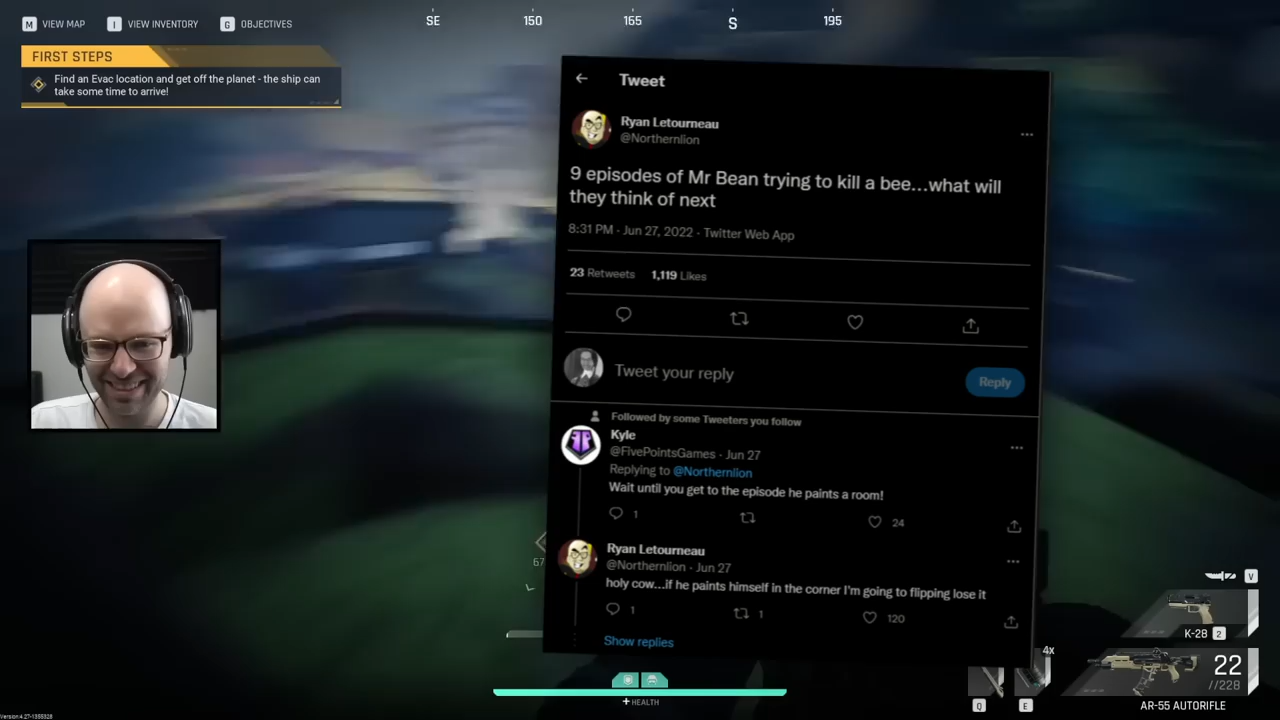 M VIEW MAP I VIEW INVENTORY G OBJECTIVES
SE 150 165 S 195
FIRST STEPS
Find an Evac location and get off the planet - the ship can
take some time to arrive!
Tweet
Ryan Letourneau
@Northernlion
9 episodes of Mr Bean trying to kill a bee...what will
they think of next
8:31 PM · Jun 27, 2022 · Twitter Web App
23 Retweets 1,119 Likes
Tweet your reply
Reply
Followed by some Tweeters you follow
Kyle
@FivePointsGames · Jun 27
Replying to @Northernlion
Wait until you get to the episode he paints a room!
1 24
Ryan Letourneau
@Northernlion · Jun 27
holy cow...if he paints himself in the corner I'm going to flipping lose it
1 1 120
Show replies
V
K-28 2
4x
22
//228
Q E AR-55 AUTORIFLE
+ HEALTH